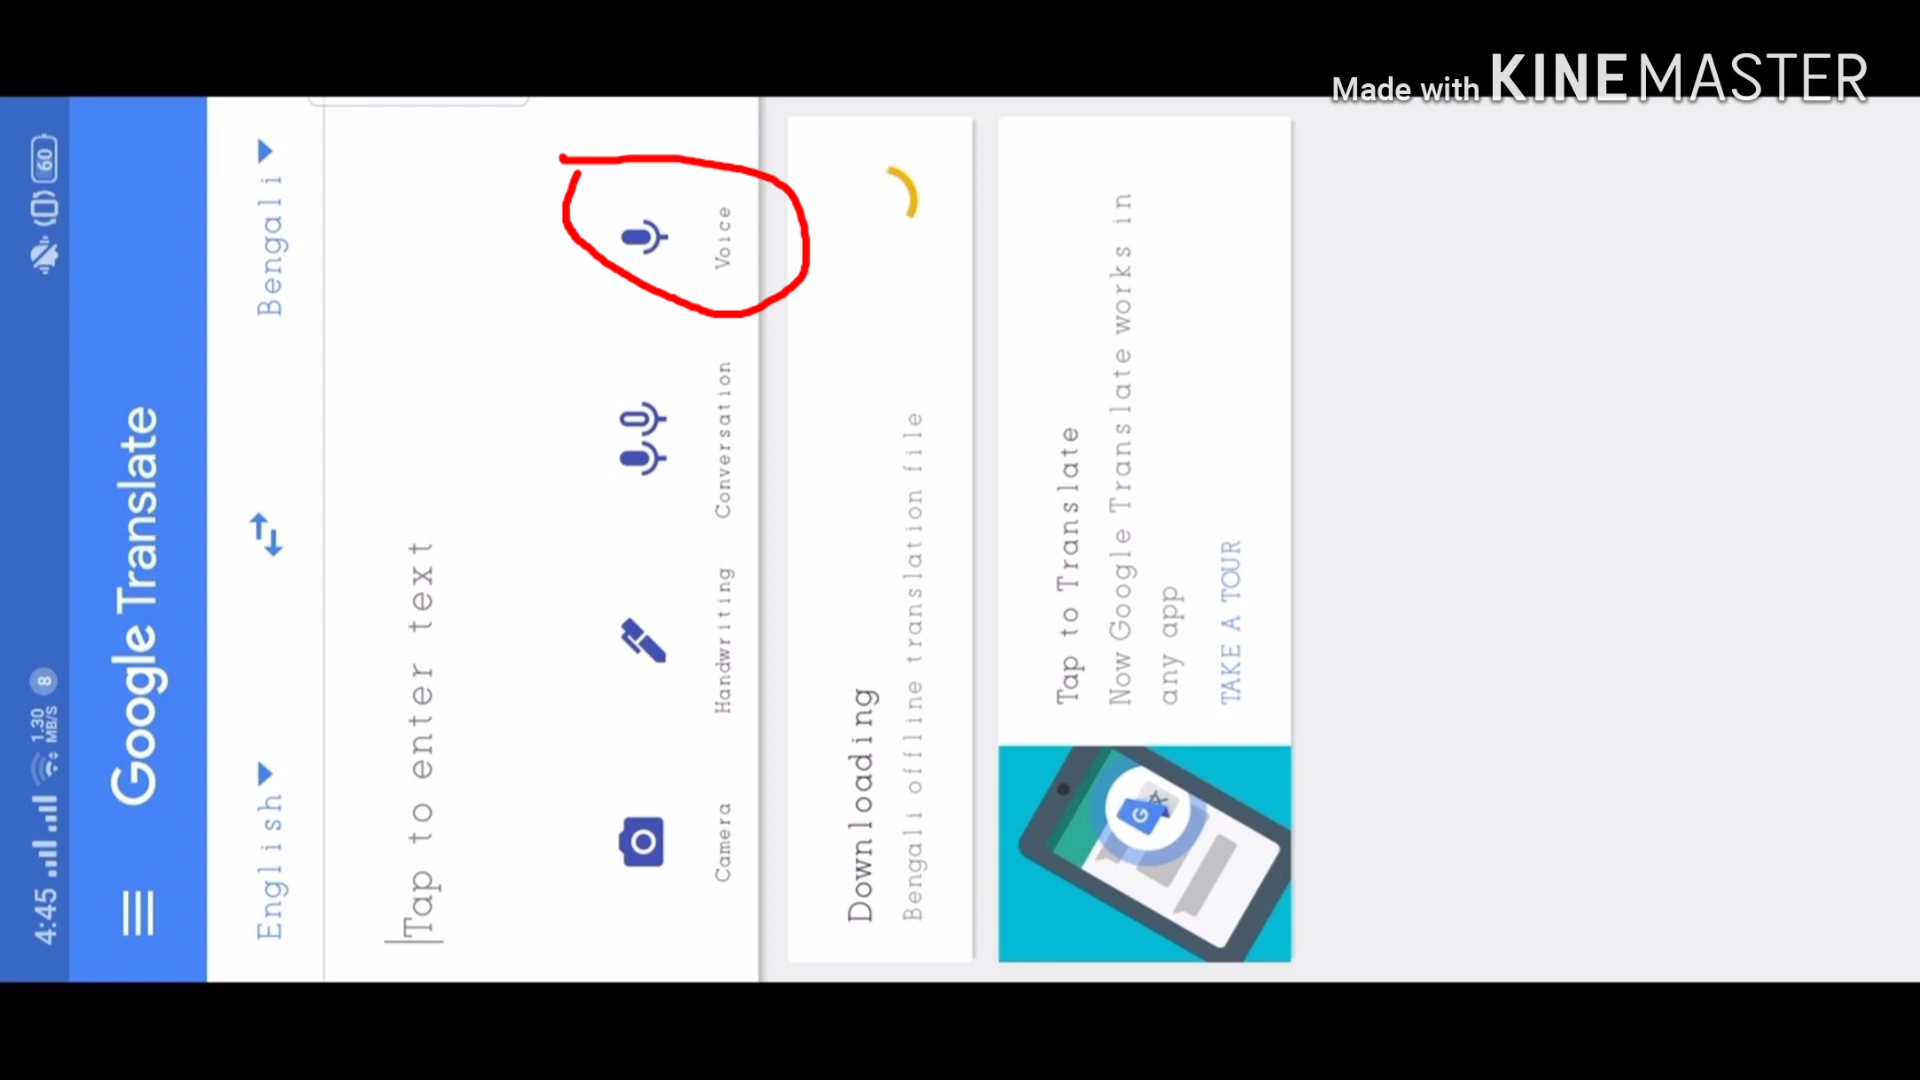 Made with KINEMASTER
4:45 1.30 MB/S 8 60
Google Translate
English Bengali
Tap to enter text
Camera Handwriting Conversation Voice
Downloading
Bengali offline translation file
Tap to Translate
Now Google Translate works in
any app
TAKE A TOUR
G